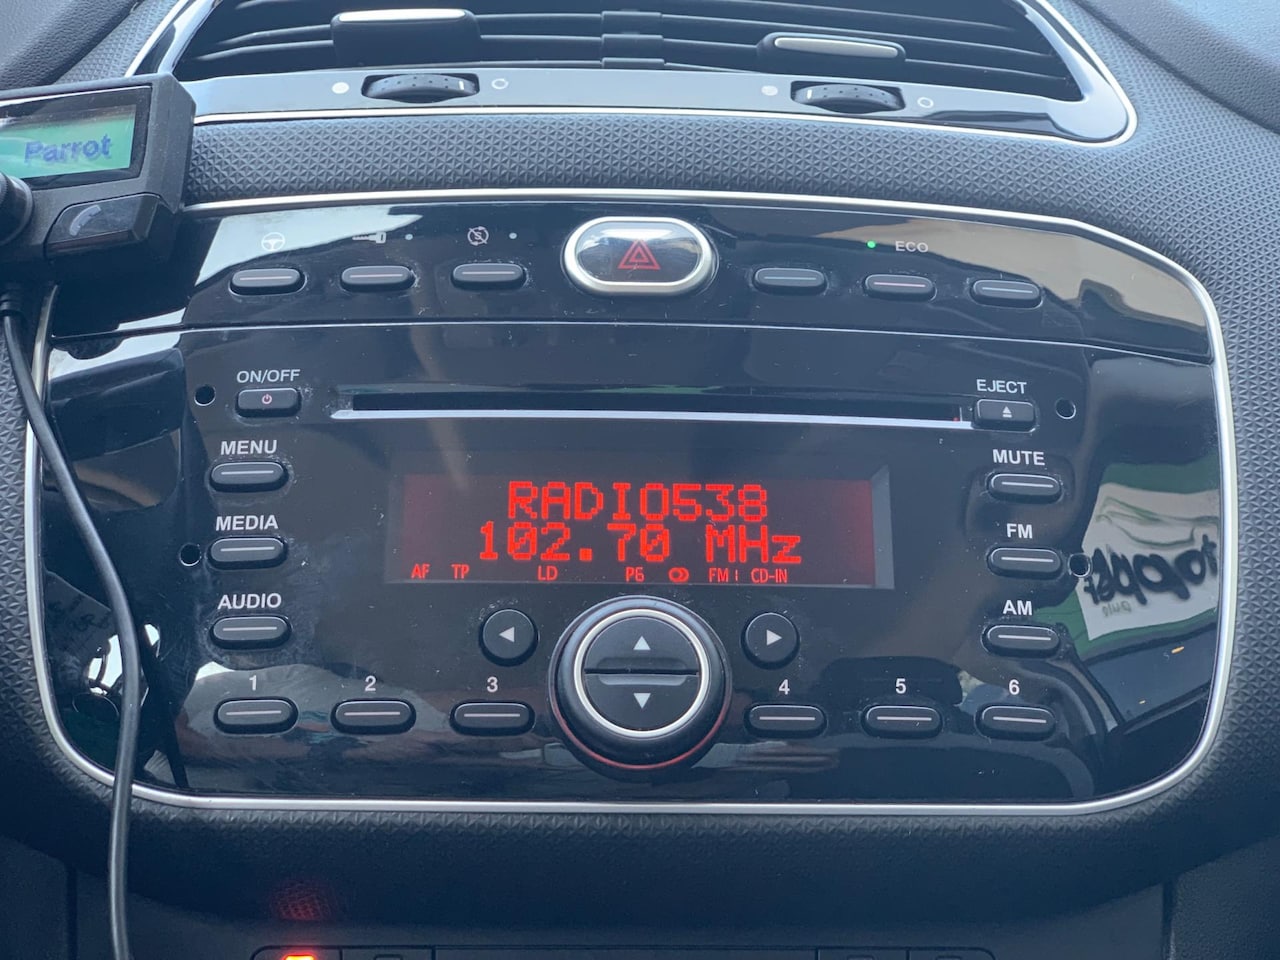 Parrot
ECO
ON/OFF
EJECT
MENU
MUTE
RADIO538
102.70 MHz
MEDIA
FM
AF TP LD P6 FM1 CD-IN
AUDIO
AM
1 2 3 4 5 6